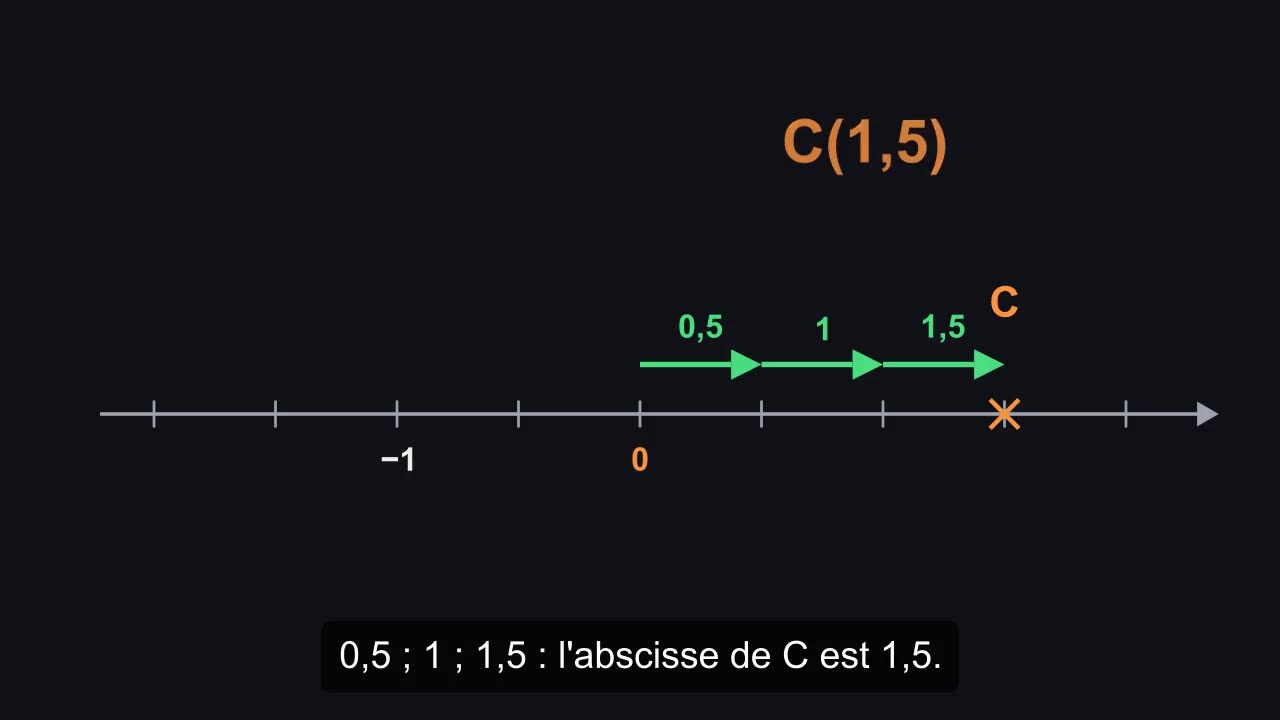 C(1,5)
C
0,5 1 1,5
−1 0
0,5 ; 1 ; 1,5 : l'abscisse de C est 1,5.